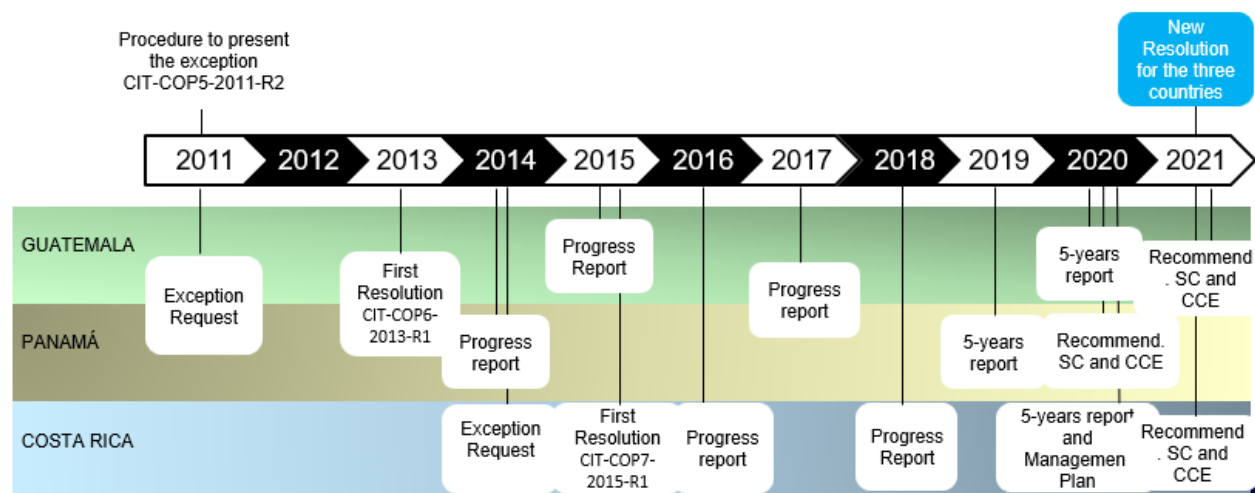 Procedure to present
the exception
CIT-COP5-2011-R2
New
Resolution
for the three
countries
2011
2012
2013
2014
2015
2016
2017
2018
2019
2020
2021
GUATEMALA
Exception
Request
First
Resolution
CIT-COP6-
2013-R1
Progress
Report
Progress
report
5-years
report
Recommend
. SC and
CCE
PANAMÁ
Progress
report
5-years
report
Recommend.
SC and CCE
COSTA RICA
Exception
Request
First
Resolution
CIT-COP7-
2015-R1
Progress
report
Progress
Report
5-years report
and
Managemen
Plan
Recommend
. SC and
CCE